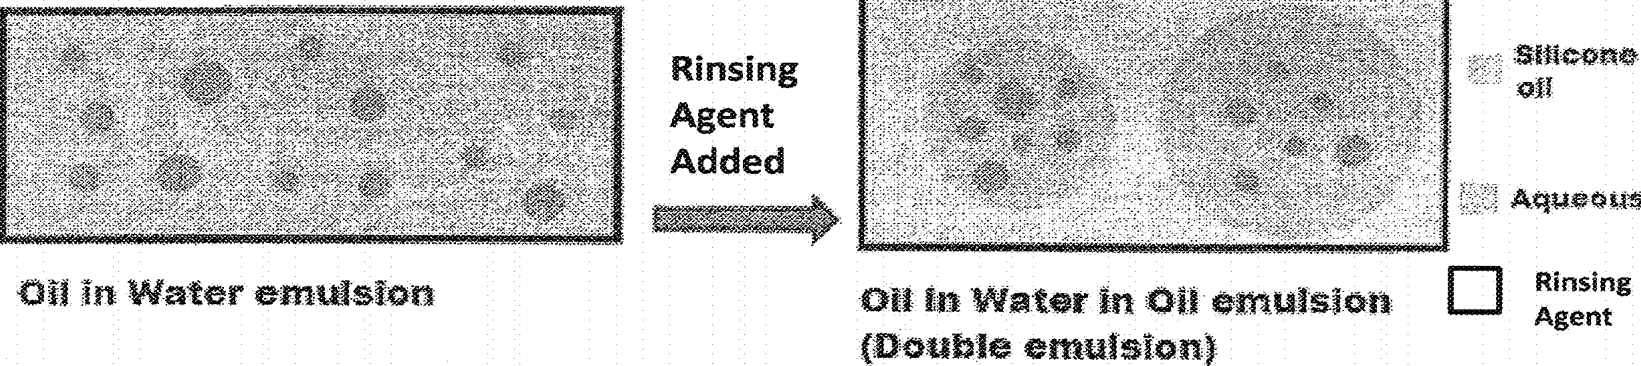 Rinsing
Agent
Added
Oil in Water emulsion
Oil in Water in Oil emulsion
(Double emulsion)
Silicone
oil
Aqueous
Rinsing
Agent